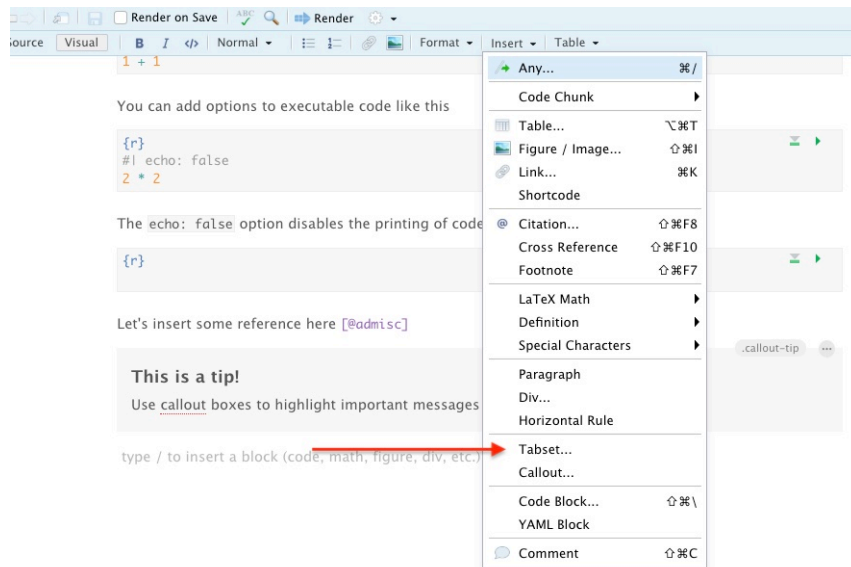 Render on Save ABC Render
ource Visual B I </> Normal Format Insert Table
1 + 1
You can add options to executable code like this
{r}
#| echo: false
2 * 2
The echo: false option disables the printing of code
{r}
Let's insert some reference here [@admisc]
.callout-tip
This is a tip!
Use callout boxes to highlight important messages
type / to insert a block (code, math, figure, div, etc.)
Any... ⌘/
Code Chunk
Table... ⌥⌘T
Figure / Image... ⇧⌘I
Link... ⌘K
Shortcode
@ Citation... ⇧⌘F8
Cross Reference ⇧⌘F10
Footnote ⇧⌘F7
LaTeX Math
Definition
Special Characters
Paragraph
Div...
Horizontal Rule
Tabset...
Callout...
Code Block... ⇧⌘\
YAML Block
Comment ⇧⌘C